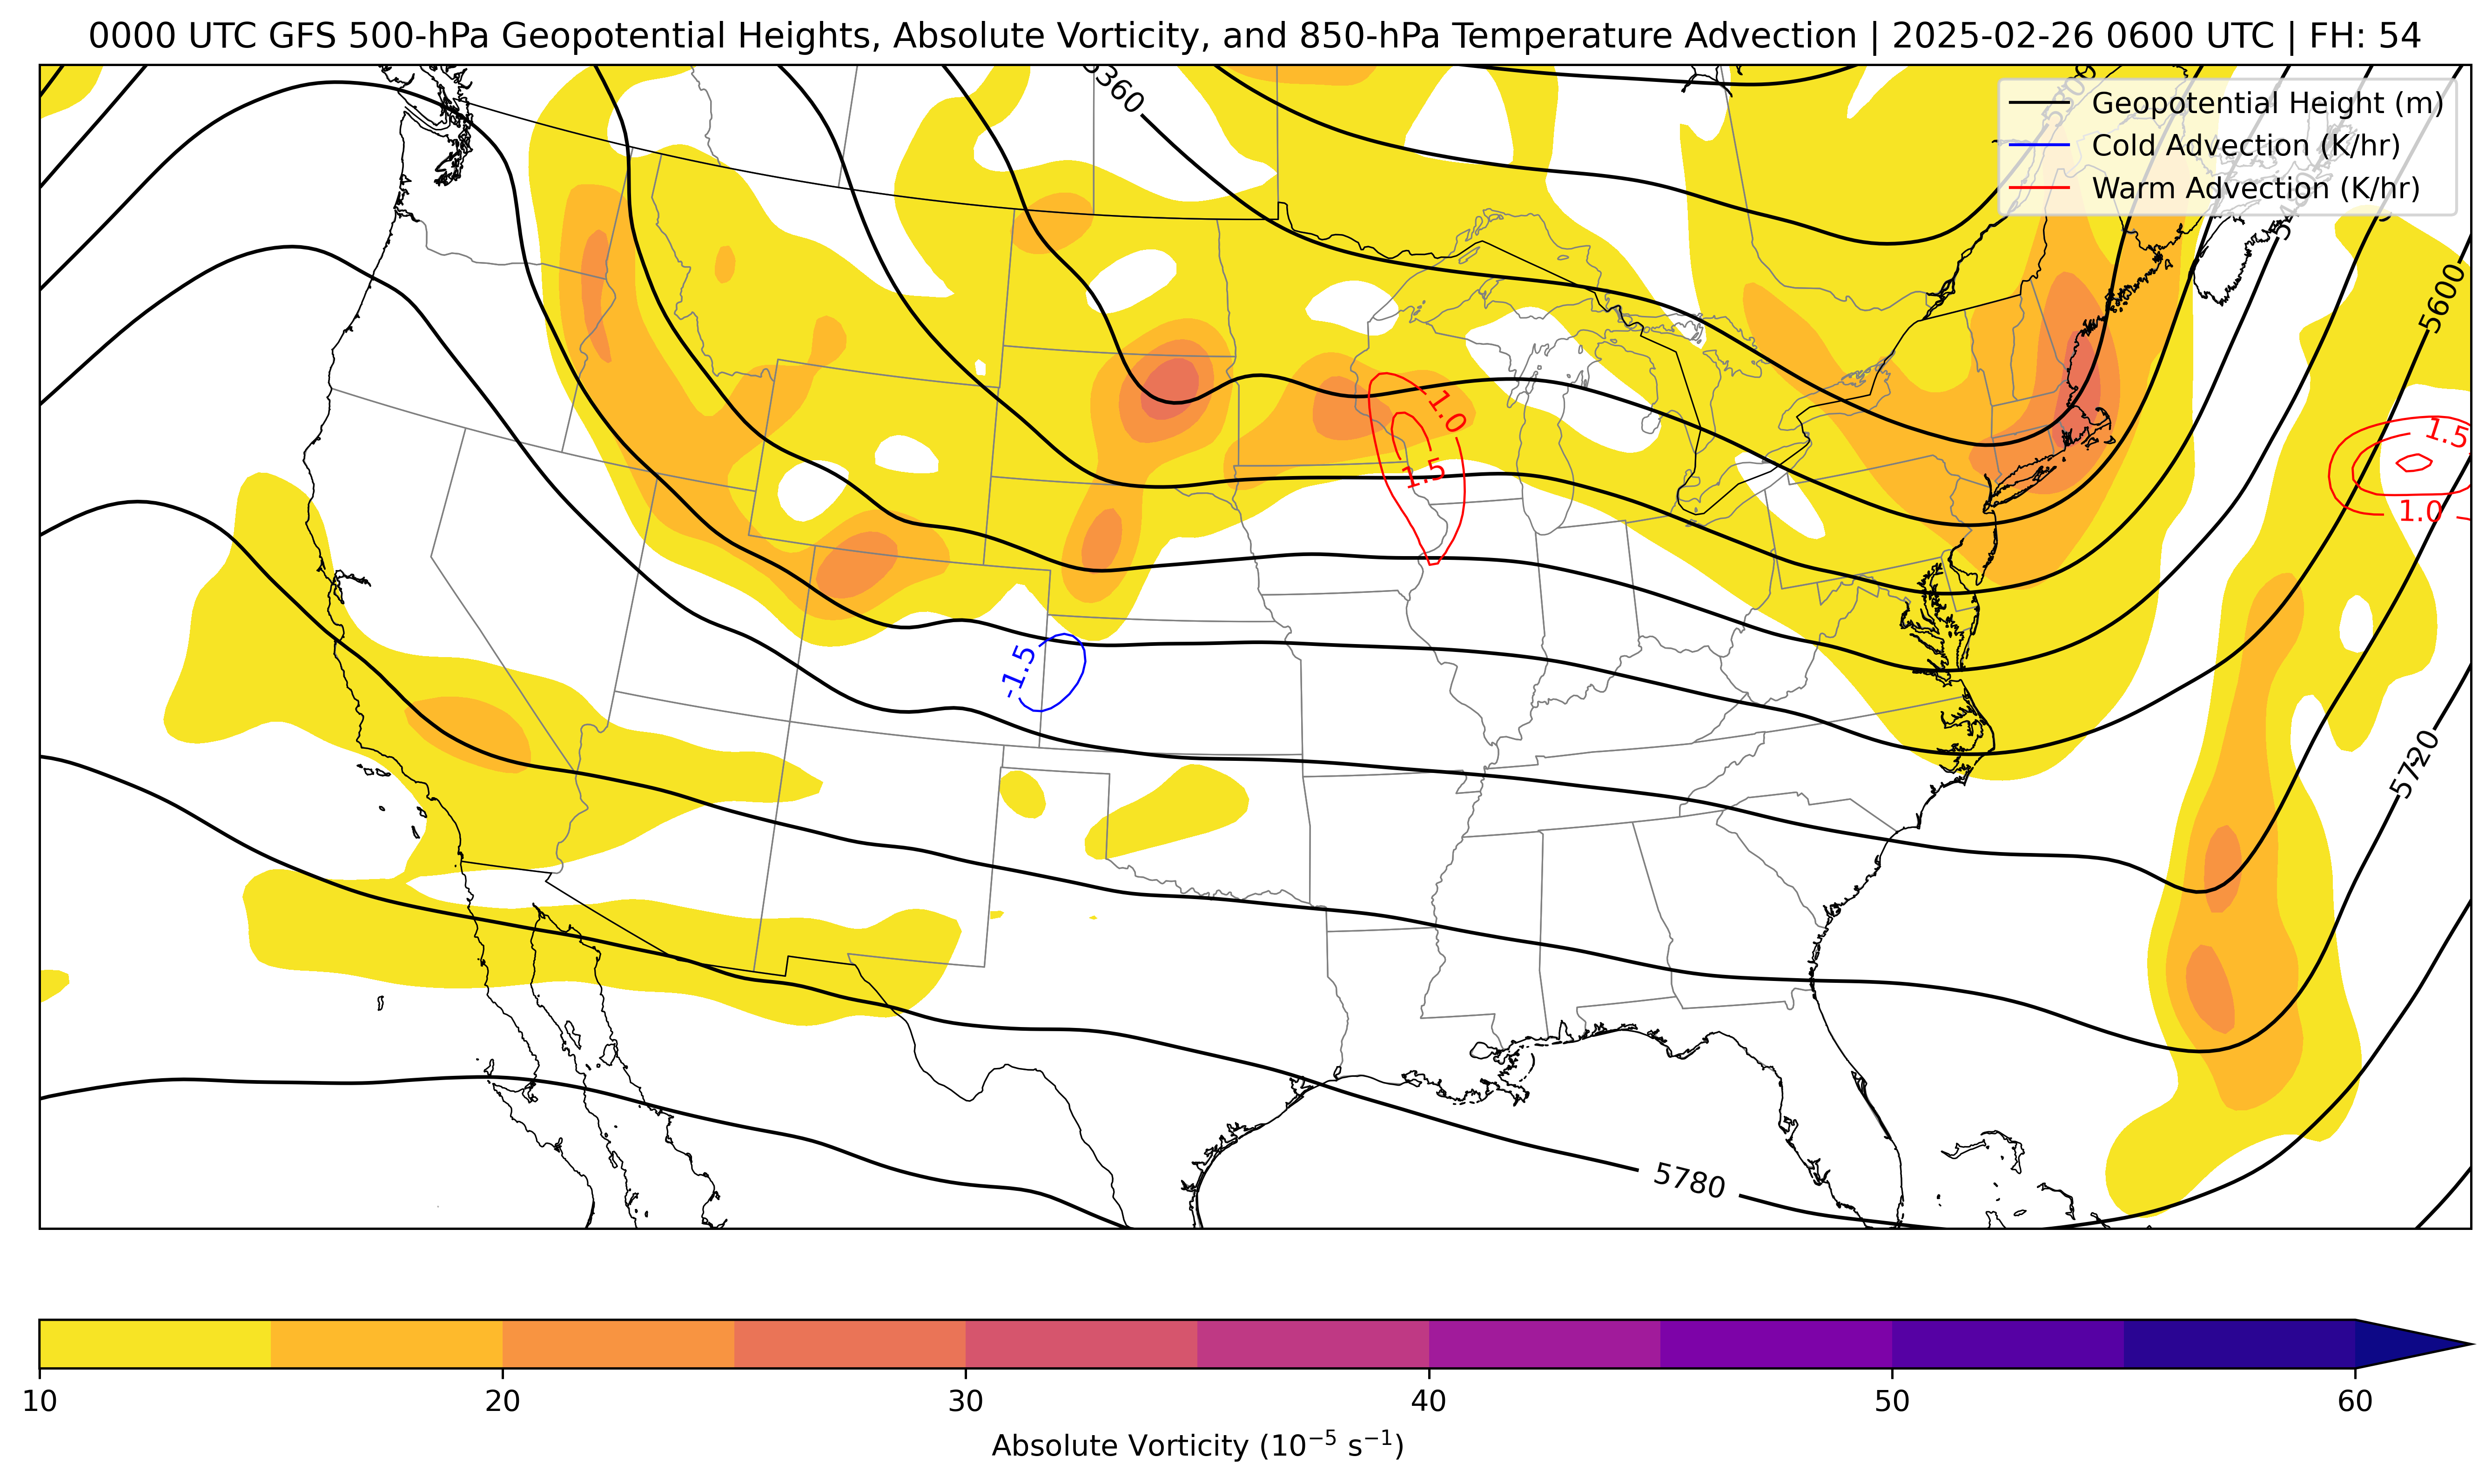 0000 UTC GFS 500-hPa Geopotential Heights, Absolute Vorticity, and 850-hPa Temperature Advection | 2025-02-26 0600 UTC | FH: 54
Geopotential Height (m)
Cold Advection (K/hr)
Warm Advection (K/hr)
5600
1.0
1.5
1.5
1.0
-1.5
5720
5780
10
20
30
40
50
60
Absolute Vorticity (10⁻⁵ s⁻¹)